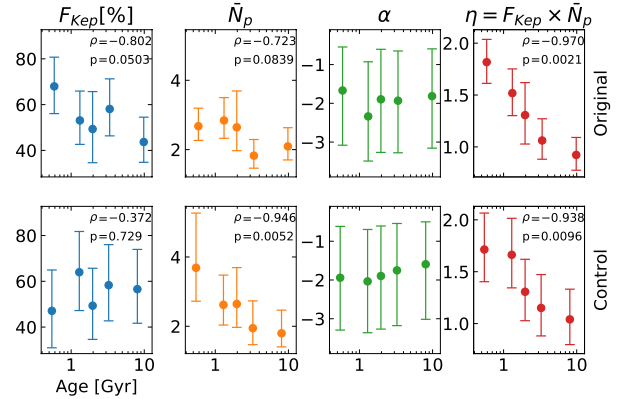 F_Kep[%] N̄_p α η = F_Kep × N̄_p
ρ=−0.802
p=0.0503
ρ=−0.723
p=0.0839
ρ=−0.970
p=0.0021
80
60
40
4
2
−1
−2
−3
2.0
1.5
1.0
Original
ρ=−0.372
p=0.729
ρ=−0.946
p=0.0052
ρ=−0.938
p=0.0096
80
60
40
4
2
−1
−2
−3
2.0
1.5
1.0
Control
1 10 1 10 1 10 1 10
Age [Gyr]